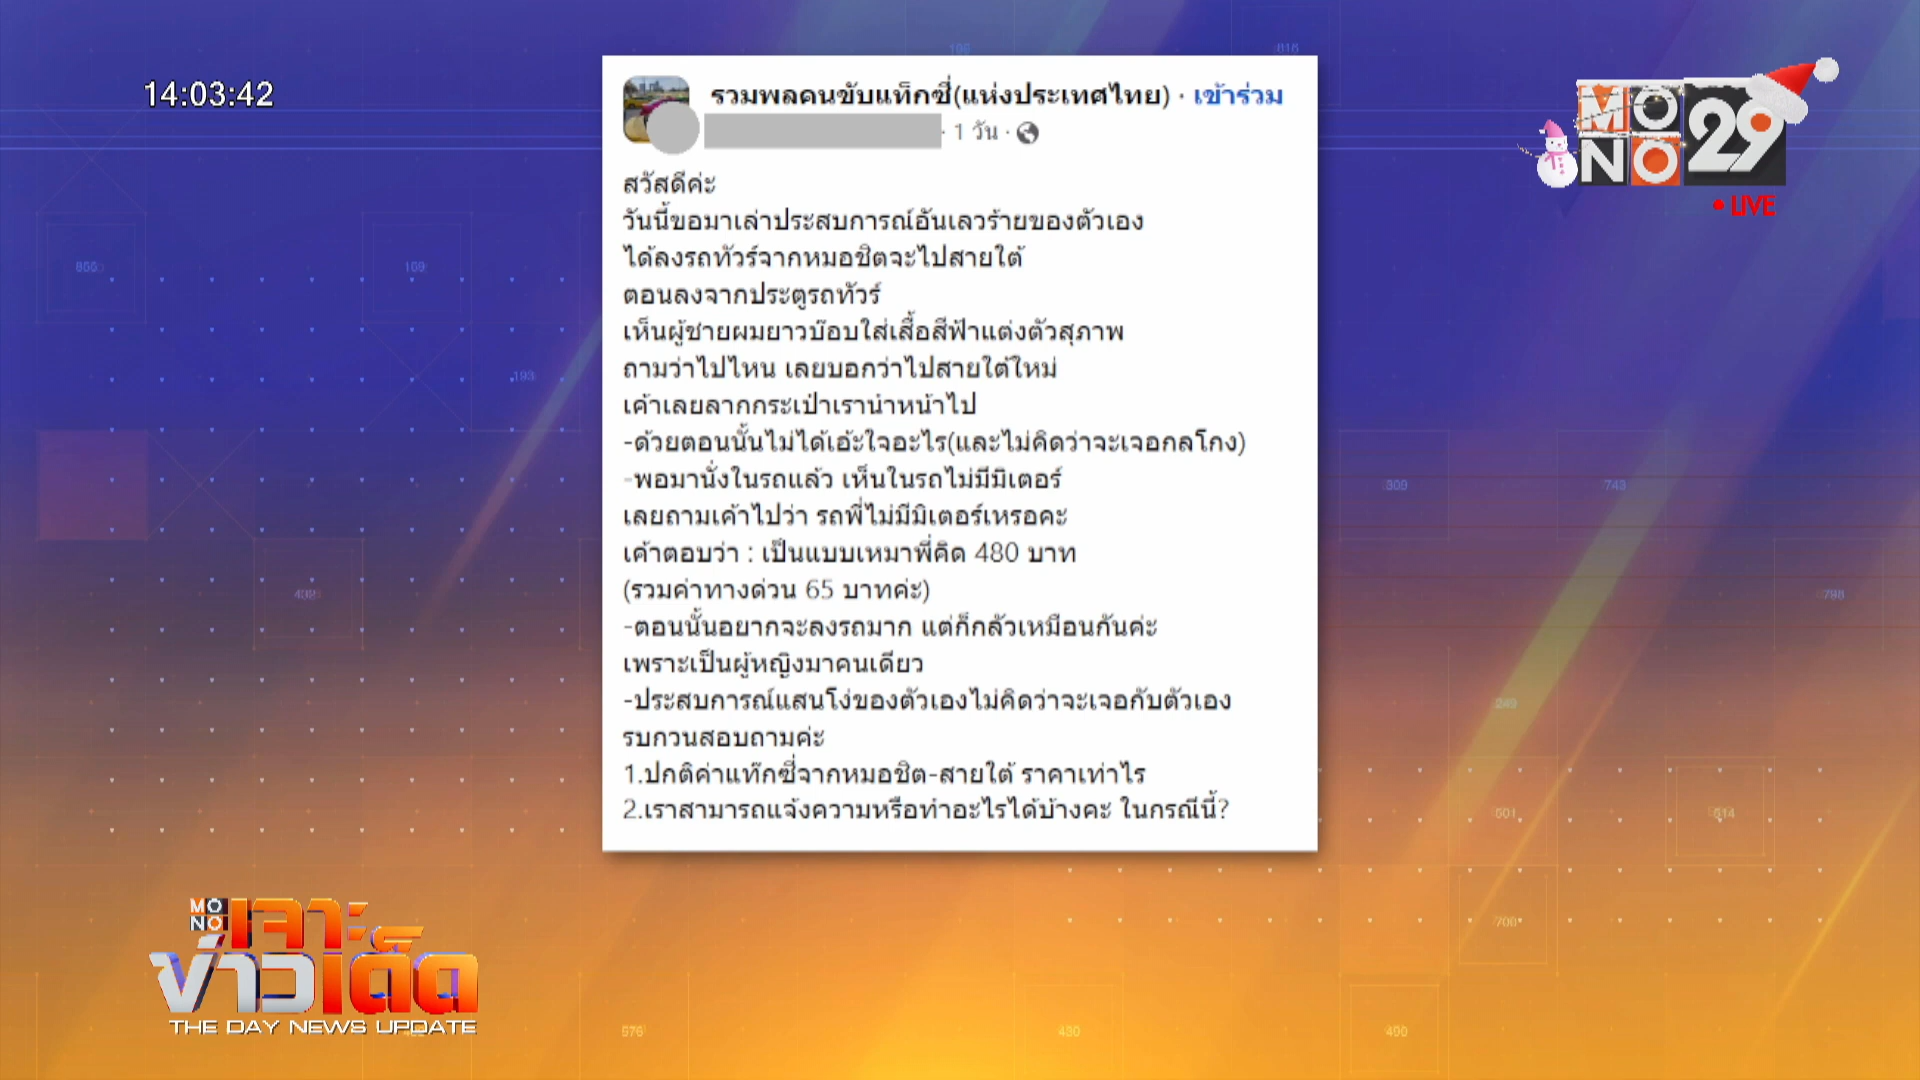 14:03:42
รวมพลคนขับแท็กซี่(แห่งประเทศไทย) · เข้าร่วม
· 1 วัน ·
MONO 29
LIVE
สวัสดีค่ะ
วันนี้ขอมาเล่าประสบการณ์อันเลวร้ายของตัวเอง
ได้ลงรถทัวร์จากหมอชิตจะไปสายใต้
ตอนลงจากประตูรถทัวร์
เห็นผู้ชายผมยาวบ๊อบใส่เสื้อสีฟ้าแต่งตัวสุภาพ
ถามว่าไปไหน เลยบอกว่าไปสายใต้ใหม่
เค้าเลยลากกระเป๋าเรานำหน้าไป
-ด้วยตอนนั้นไม่ได้เอ้ะใจอะไร(และไม่คิดว่าจะเจอกลโกง)
-พอมานั่งในรถแล้ว เห็นในรถไม่มีมิเตอร์
เลยถามเค้าไปว่า รถพี่ไม่มีมิเตอร์เหรอคะ
เค้าตอบว่า : เป็นแบบเหมาพี่คิด 480 บาท
(รวมค่าทางด่วน 65 บาทค่ะ)
-ตอนนั้นอยากจะลงรถมาก แต่ก็กลัวเหมือนกันค่ะ
เพราะเป็นผู้หญิงมาคนเดียว
-ประสบการณ์แสนโง่ของตัวเองไม่คิดว่าจะเจอกับตัวเอง
รบกวนสอบถามค่ะ
1.ปกติค่าแท๊กซี่จากหมอชิต-สายใต้ ราคาเท่าไร
2.เราสามารถแจ้งความหรือทำอะไรได้บ้างคะ ในกรณีนี้?
MONO เจาะ
ข่าวเด็ด
THE DAY NEWS UPDATE